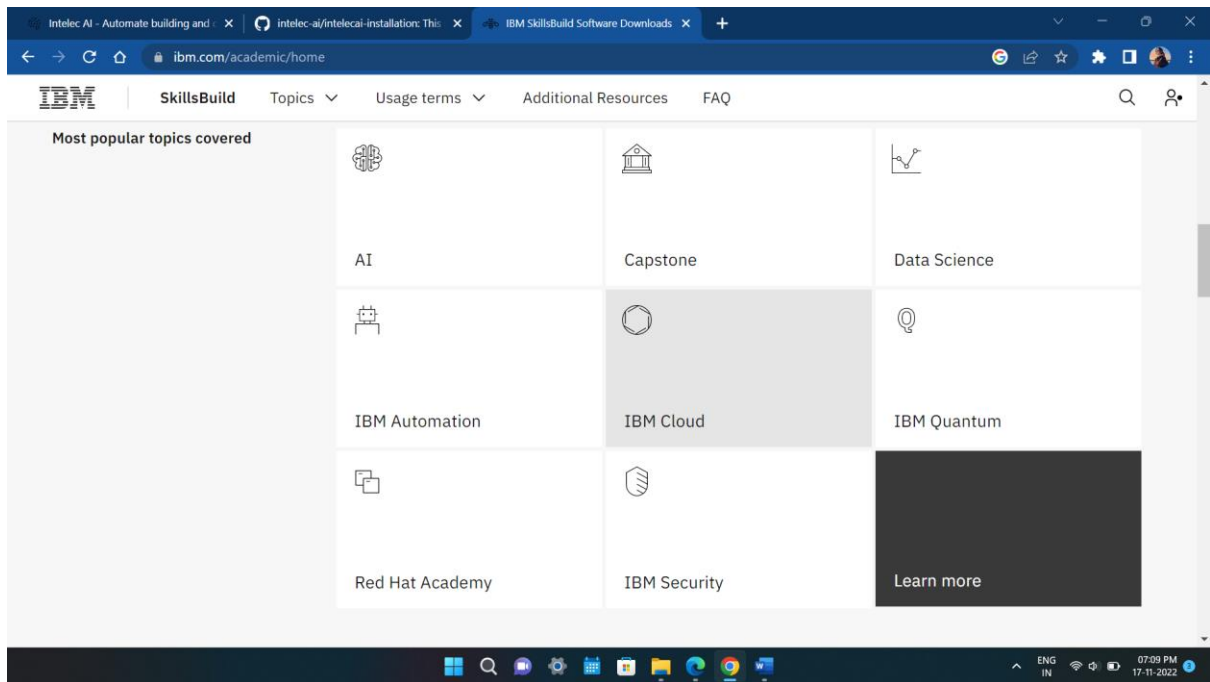 Intelec AI - Automate building and
intelec-ai/intelecai-installation: This
IBM SkillsBuild Software Downloads
ibm.com/academic/home
IBM
SkillsBuild
Topics
Usage terms
Additional Resources
FAQ
Most popular topics covered
AI
Capstone
Data Science
IBM Automation
IBM Cloud
IBM Quantum
Red Hat Academy
IBM Security
Learn more
ENG
IN
07:09 PM
17-11-2022